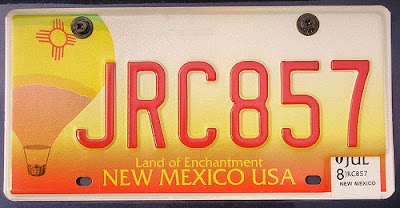 JRC857
Land of Enchantment
NEW MEXICO USA
JUL
8 JRC857
NEW MEXICO